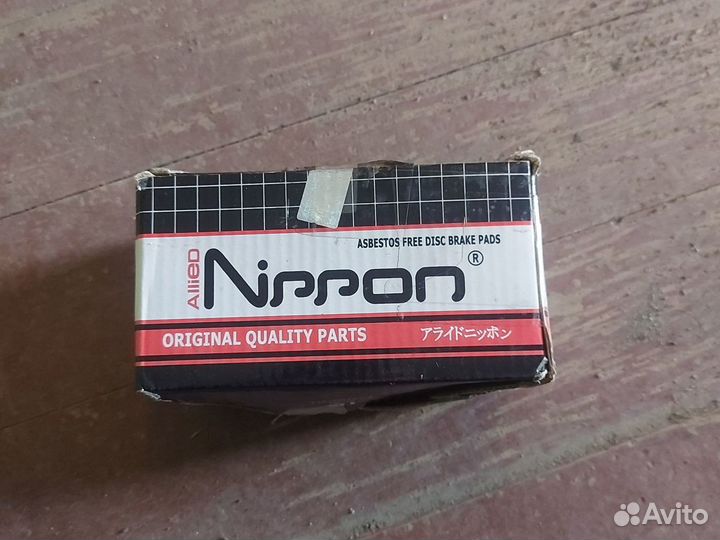 ASBESTOS FREE DISC BRAKE PADS
Allied
Nippon ®
ORIGINAL QUALITY PARTS アライドニッポン
Avito